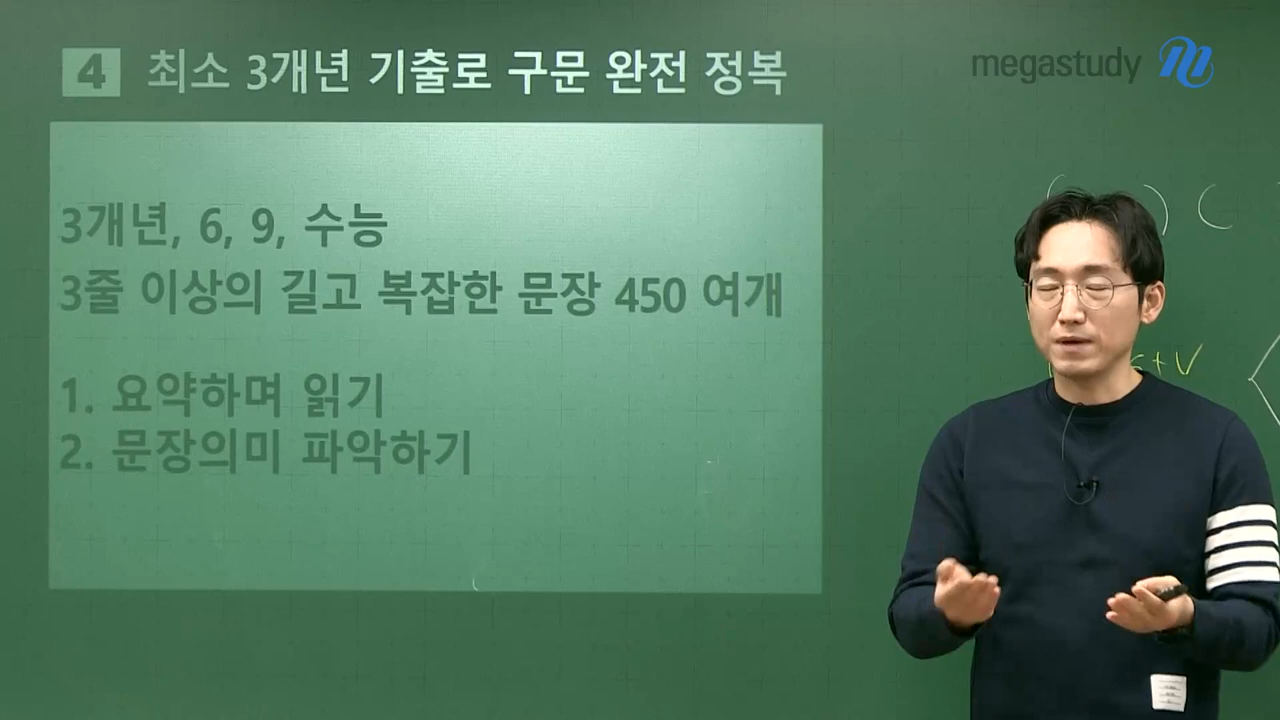 4 최소 3개년 기출로 구문 완전 정복
megastudy
3개년, 6, 9, 수능
3줄 이상의 길고 복잡한 문장 450 여개
1. 요약하며 읽기
2. 문장의미 파악하기
S+V